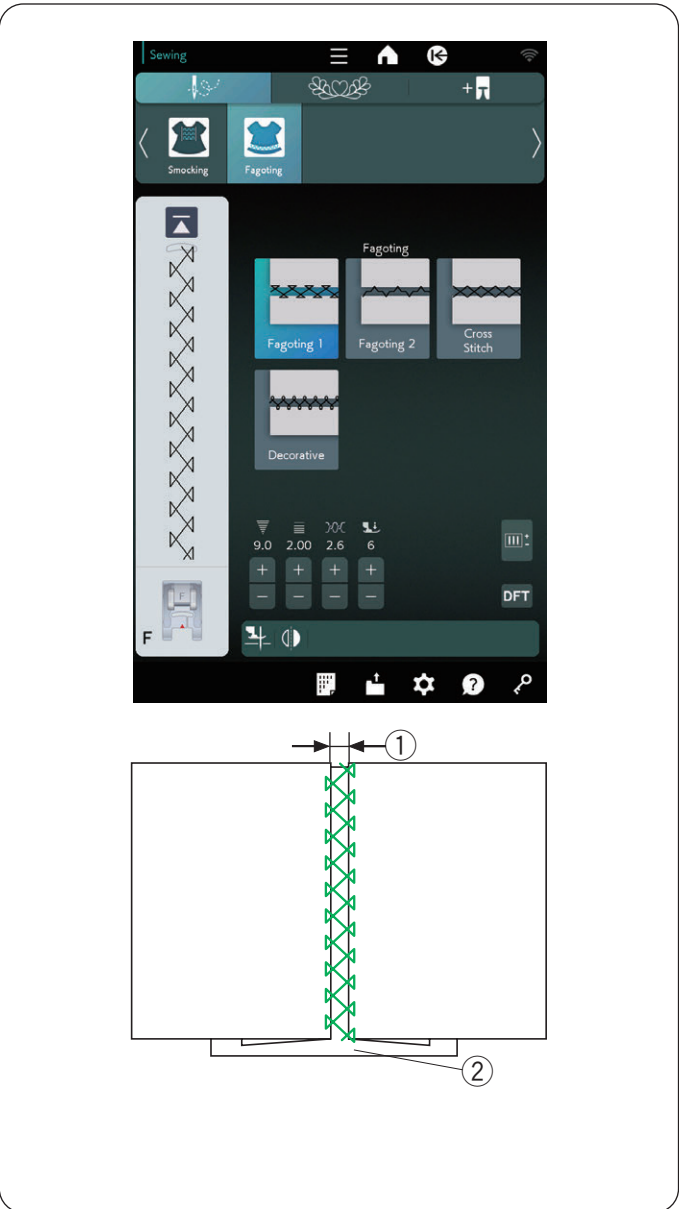 Sewing
+
Smocking
Fagoting
Fagoting
Fagoting 1
Fagoting 2
Cross
Stitch
Decorative
9.0 2.00 2.6 6
+ + + +
− − − −
DFT
F
F
?
①
②